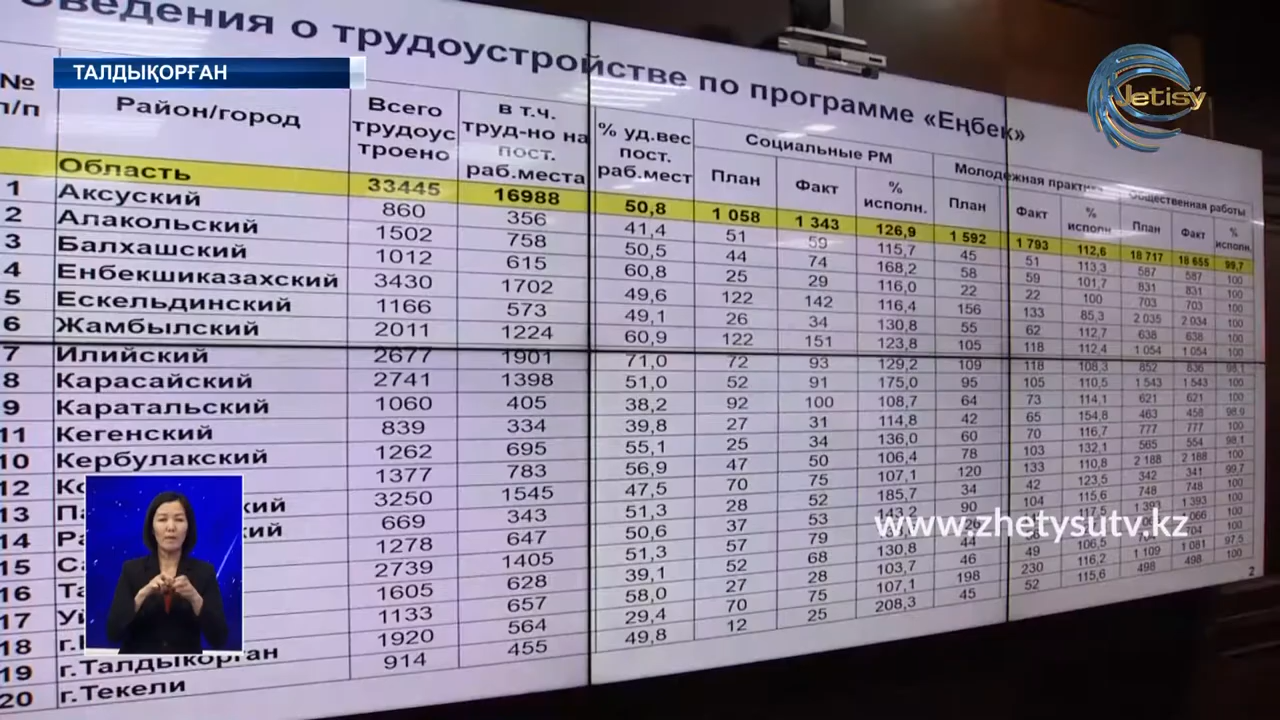 Сведения о трудоустройстве по программе «Еңбек»
ТАЛДЫҚОРҒАН
Jetisý
№ п/п Район/город Всего трудоус троено в т.ч. труд-но на пост. раб.места % уд.вес пост. раб.мест Социальные РМ Молодежная практика Общественная работы
План Факт % исполн. План Факт % исполн План Факт % исполн.
Область 33445 16988 50,8 1 058 1 343 126,9 1 592 1 793 112,6 18 717 18 655 99,7
1 Аксуский 860 356 41,4 51 59 115,7 45 51 113,3 587 587 100
2 Алакольский 1502 758 50,5 44 74 168,2 58 59 101,7 831 831 100
3 Балхашский 1012 615 60,8 25 29 116,0 22 22 100 703 703 100
4 Енбекшиказахский 3430 1702 49,6 122 142 116,4 156 133 85,3 2 035 2 034 100
5 Ескельдинский 1166 573 49,1 26 34 130,8 55 62 112,7 638 638 100
6 Жамбылский 2011 1224 60,9 122 151 123,8 105 118 112,4 1 054 1 054 100
7 Илийский 2677 1901 71,0 72 93 129,2 109 118 108,3 852 836 98,1
8 Карасайский 2741 1398 51,0 52 91 175,0 95 105 110,5 1 543 1 543 100
9 Каратальский 1060 405 38,2 92 100 108,7 64 73 114,1 621 621 100
11 Кегенский 839 334 39,8 27 31 114,8 42 65 154,8 463 458 98,9
10 Кербулакский 1262 695 55,1 25 34 136,0 60 70 116,7 777 777 100
12 1377 783 56,9 47 50 106,4 78 103 132,1 565 554 98,1
13 3250 1545 47,5 70 75 107,1 120 133 110,8 2 188 2 188 100
14 669 343 51,3 28 52 185,7 34 42 123,5 342 341 99,7
15 1278 647 50,6 37 53 143,2 90 104 115,6 748 748 100
16 2739 1405 51,3 57 79 117,5 1 393 1 393 100
17 1605 628 39,1 52 68 130,8 44
18 1133 657 58,0 27 28 103,7 46 49 106,5 704 704 100
19 г.Талдыкорган 1920 564 29,4 70 75 107,1 198 230 116,2 1 109 1 081 97,5
20 г.Текели 914 455 49,8 12 25 208,3 45 52 115,6 498 498 100
www.zhetysutv.kz
2